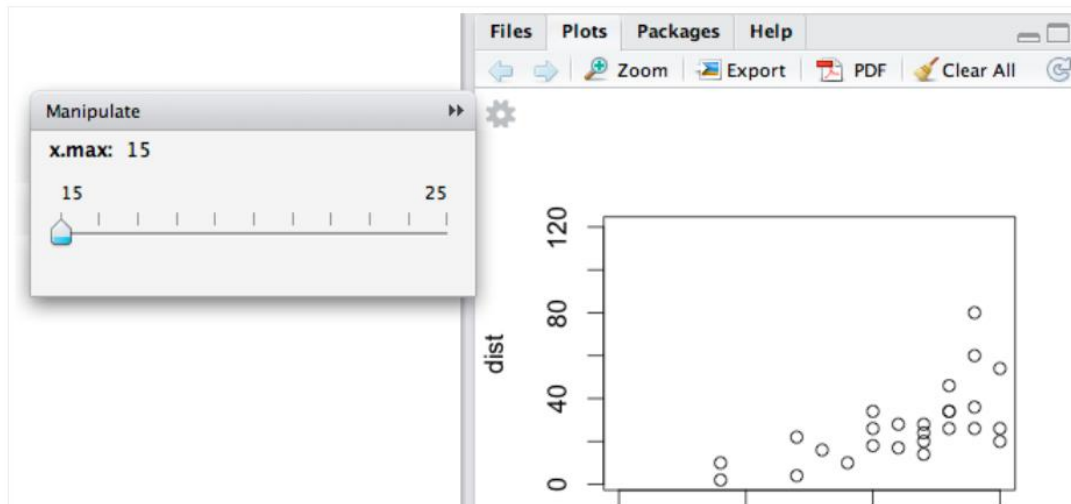 Files Plots Packages Help
Zoom Export PDF Clear All
Manipulate
x.max: 15
15 25
120
80
dist
40
0